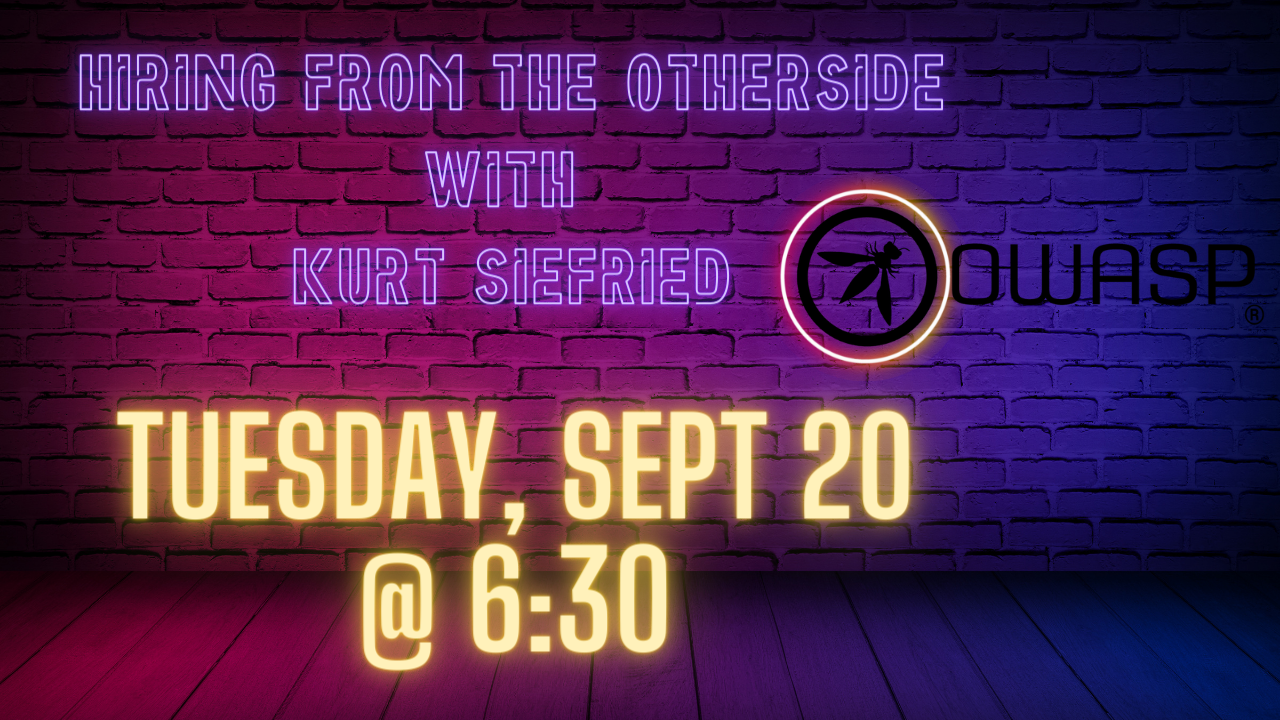 HIRING FROM THE OTHERSIDE
WITH
KURT SIEFRIED
OWASP
®
TUESDAY, SEPT 20
@ 6:30